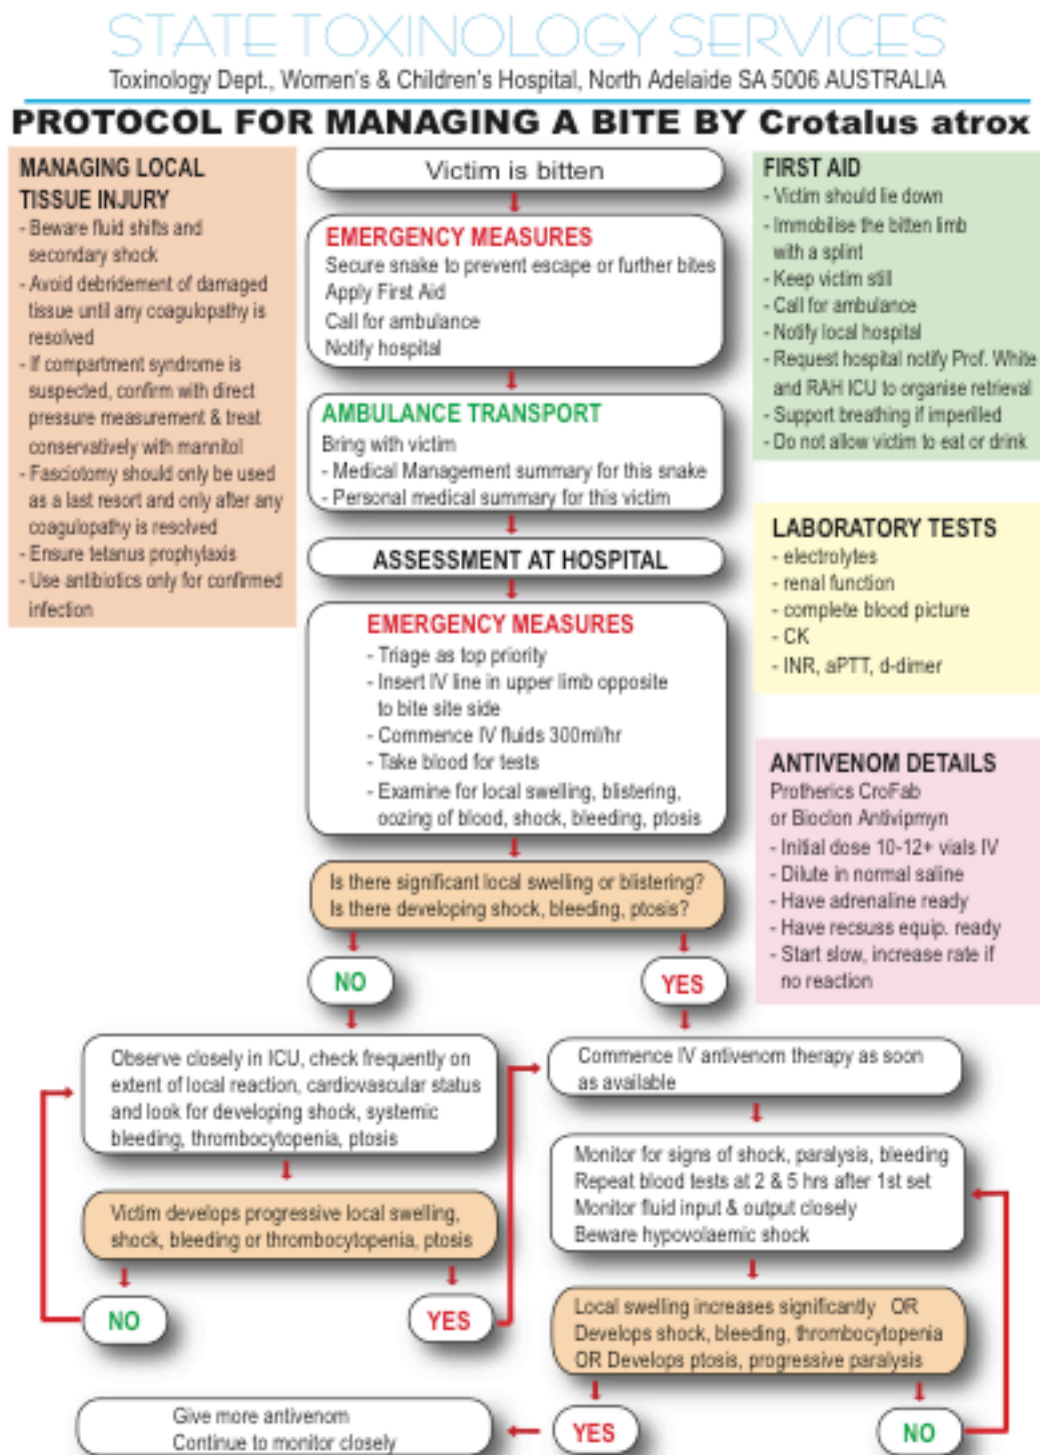 STATE TOXINOLOGY SERVICES
Toxinology Dept., Women's & Children's Hospital, North Adelaide SA 5006 AUSTRALIA
PROTOCOL FOR MANAGING A BITE BY Crotalus atrox
MANAGING LOCAL
TISSUE INJURY
- Beware fluid shifts and
secondary shock
- Avoid debridement of damaged
tissue until any coagulopathy is
resolved
- If compartment syndrome is
suspected, confirm with direct
pressure measurement & treat
conservatively with mannitol
- Fasciotomy should only be used
as a last resort and only after any
coagulopathy is resolved
- Ensure tetanus prophylaxis
- Use antibiotics only for confirmed
infection
Victim is bitten
EMERGENCY MEASURES
Secure snake to prevent escape or further bites
Apply First Aid
Call for ambulance
Notify hospital
AMBULANCE TRANSPORT
Bring with victim
- Medical Management summary for this snake
- Personal medical summary for this victim
ASSESSMENT AT HOSPITAL
EMERGENCY MEASURES
- Triage as top priority
- Insert IV line in upper limb opposite
to bite site side
- Commence IV fluids 300ml/hr
- Take blood for tests
- Examine for local swelling, blistering,
oozing of blood, shock, bleeding, ptosis
FIRST AID
- Victim should lie down
- Immobilise the bitten limb
with a splint
- Keep victim still
- Call for ambulance
- Notify local hospital
- Request hospital notify Prof. White
and RAH ICU to organise retrieval
- Support breathing if imperilled
- Do not allow victim to eat or drink
LABORATORY TESTS
- electrolytes
- renal function
- complete blood picture
- CK
- INR, aPTT, d-dimer
ANTIVENOM DETAILS
Protherics CroFab
or Bioclon Antivipmyn
- Initial dose 10-12+ vials IV
- Dilute in normal saline
- Have adrenaline ready
- Have recsuss equip. ready
- Start slow, increase rate if
no reaction
Is there significant local swelling or blistering?
Is there developing shock, bleeding, ptosis?
NO
YES
Observe closely in ICU, check frequently on
extent of local reaction, cardiovascular status
and look for developing shock, systemic
bleeding, thrombocytopenia, ptosis
Victim develops progressive local swelling,
shock, bleeding or thrombocytopenia, ptosis
NO
YES
Commence IV antivenom therapy as soon
as available
Monitor for signs of shock, paralysis, bleeding
Repeat blood tests at 2 & 5 hrs after 1st set
Monitor fluid input & output closely
Beware hypovolaemic shock
Local swelling increases significantly OR
Develops shock, bleeding, thrombocytopenia
OR Develops ptosis, progressive paralysis
YES
NO
Give more antivenom
Continue to monitor closely